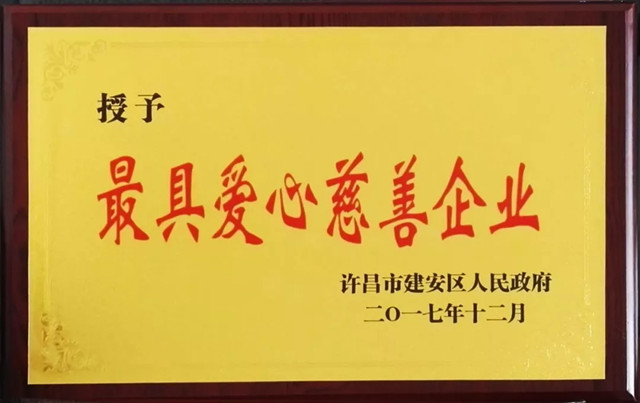 授予
最具爱心慈善企业
许昌市建安区人民政府
二〇一七年十二月